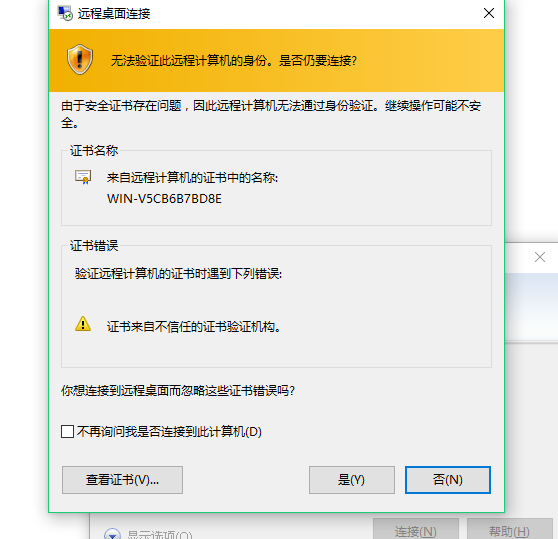 远程桌面连接
无法验证此远程计算机的身份。是否仍要连接?
由于安全证书存在问题，因此远程计算机无法通过身份验证。继续操作可能不安
全。
证书名称
来自远程计算机的证书中的名称:
WIN-V5CB6B7BD8E
证书错误
验证远程计算机的证书时遇到下列错误:
证书来自不信任的证书验证机构。
你想连接到远程桌面而忽略这些证书错误吗?
不再询问我是否连接到此计算机(D)
查看证书(V)...
是(Y)
否(N)
显示选项(O)
连接(N)
帮助(H)